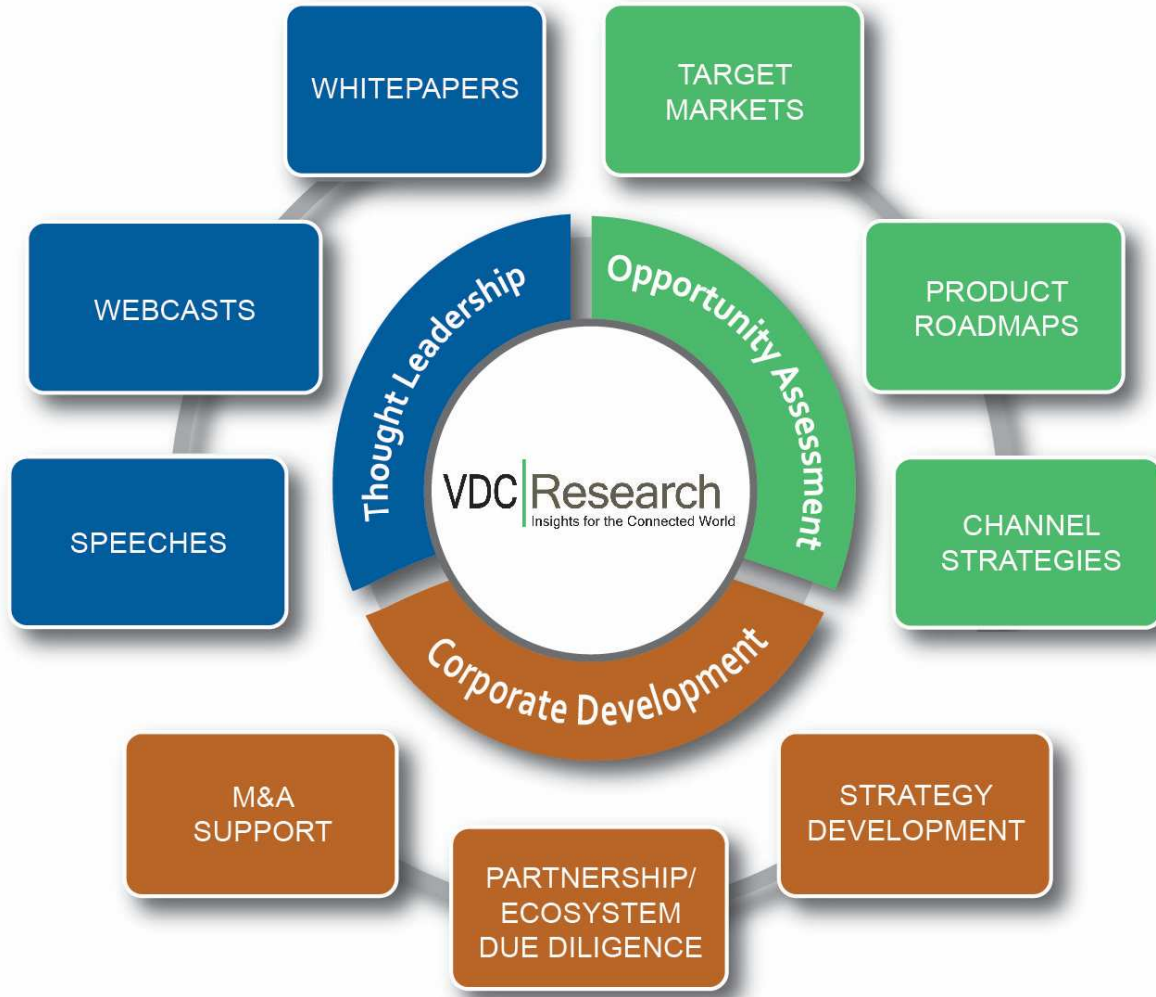 WHITEPAPERS
TARGET
MARKETS
WEBCASTS
PRODUCT
ROADMAPS
SPEECHES
CHANNEL
STRATEGIES
Thought Leadership
Opportunity Assessment
VDC Research
Insights for the Connected World
Corporate Development
M&A
SUPPORT
PARTNERSHIP/
ECOSYSTEM
DUE DILIGENCE
STRATEGY
DEVELOPMENT